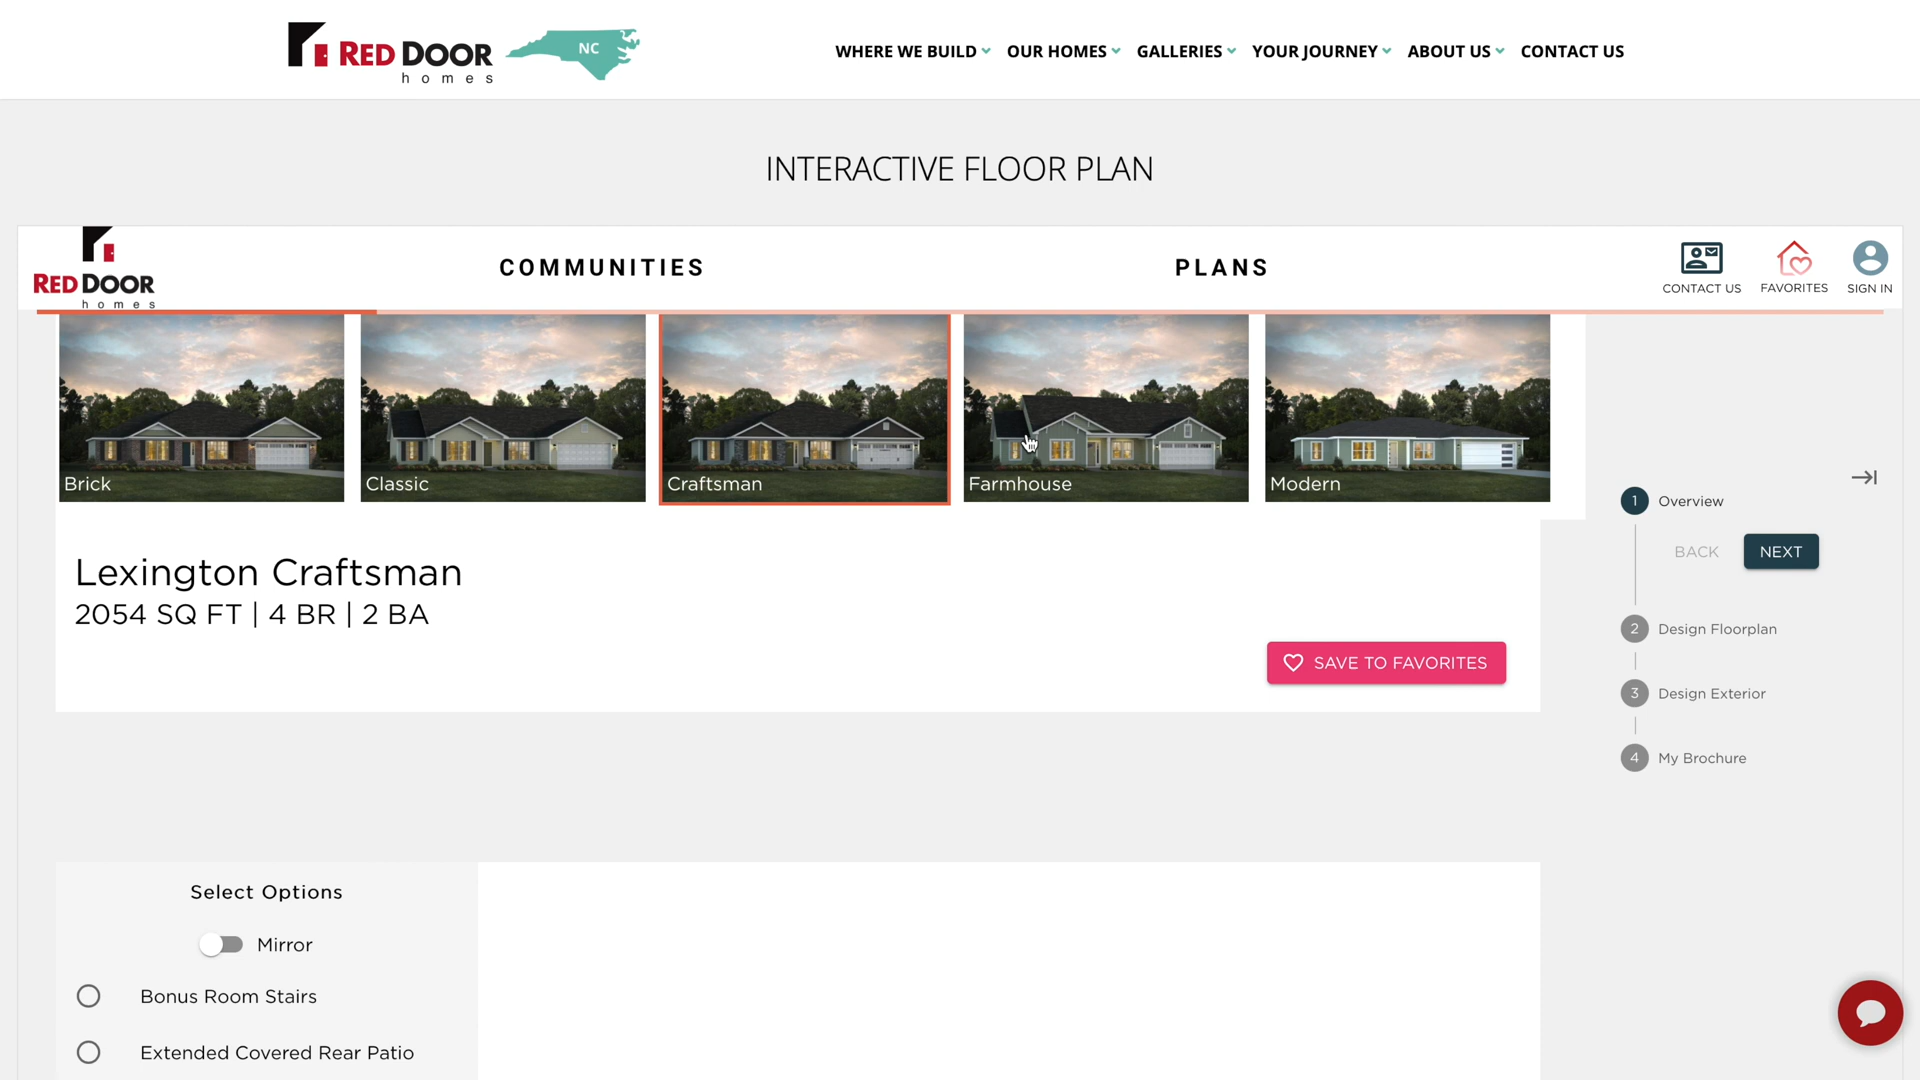 RED DOOR
homes
NC
WHERE WE BUILD
OUR HOMES
GALLERIES
YOUR JOURNEY
ABOUT US
CONTACT US
INTERACTIVE FLOOR PLAN
RED DOOR
homes
COMMUNITIES
PLANS
CONTACT US
FAVORITES
SIGN IN
Brick
Classic
Craftsman
Farmhouse
Modern
Lexington Craftsman
2054 SQ FT | 4 BR | 2 BA
SAVE TO FAVORITES
1 Overview
BACK
NEXT
2 Design Floorplan
3 Design Exterior
4 My Brochure
Select Options
Mirror
Bonus Room Stairs
Extended Covered Rear Patio